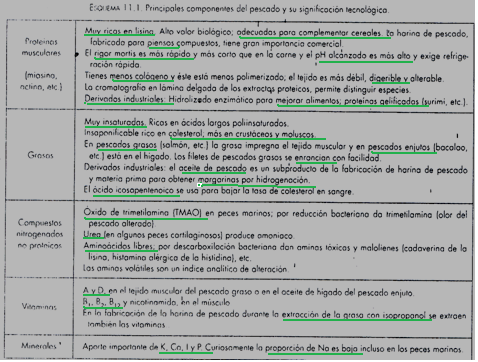 ESQUEMA 11.1. Principales componentes del pescado y su significación tecnológica.
Proteínas musculares (miosina, actina, etc.)
Muy ricas en lisina. Alto valor biológico; adecuadas para complementar cereales. La harina de pescado,
fabricada para piensos compuestos, tiene gran importancia comercial.
El rigor mortis es más rápido y más corto que en la carne y el pH alcanzado es más alto y exige refrige-
ración rápida.
Tienes menos colágeno y éste está menos polimerizado; el tejido es más débil, digerible y alterable.
La cromatografía en lámina delgada de los extractos proteicos, permite distinguir especies.
Derivados industriales: Hidrolizado enzimático para mejorar alimentos; proteínas gelificadas (surimi, etc.).
Grasas
Muy insaturadas. Ricas en ácidos largos poliinsaturados.
Insaponificable rico en colesterol; más en crustáceos y moluscos.
En pescados grasos (salmón, etc.) la grasa impregna el tejido muscular y en pescados enjutos (bacalao,
etc.) está en el hígado. Los filetes de pescados grasos se enrancian con facilidad.
Derivados industriales: el aceite de pescado es un subproducto de la fabricación de harina de pescado
y materia prima para obtener margarinas por hidrogenación.
El ácido icosapentenoico se usa para bajar la tasa de colesterol en sangre.
Compuestos nitrogenados no proteicos
Óxido de trimetilamina (TMAO) en peces marinos; por reducción bacteriana da trimetilamina (olor del
pescado alterado)
Urea (en algunos peces cartilaginosos) produce amoniaco.
Aminoácidos libres; por descarboxilación bacteriana dan aminas tóxicas y malolientes (cadaverina de la
lisina, histamina alérgica de la histidina), etc.
Las aminas volátiles son un índice analítico de alteración.
Vitaminas
A y D, en el tejido muscular del pescado graso o en el aceite de hígado del pescado enjuto.
B1, B2, B12 y nicotinamida, en el músculo
En la fabricación de la harina de pescado durante la extracción de la grasa con isopropanol se extraen
también las vitaminas
Minerales
Aporte importante de K, Ca, I y P. Curiosamente la proporción de Na es baja incluso en los peces marinos.